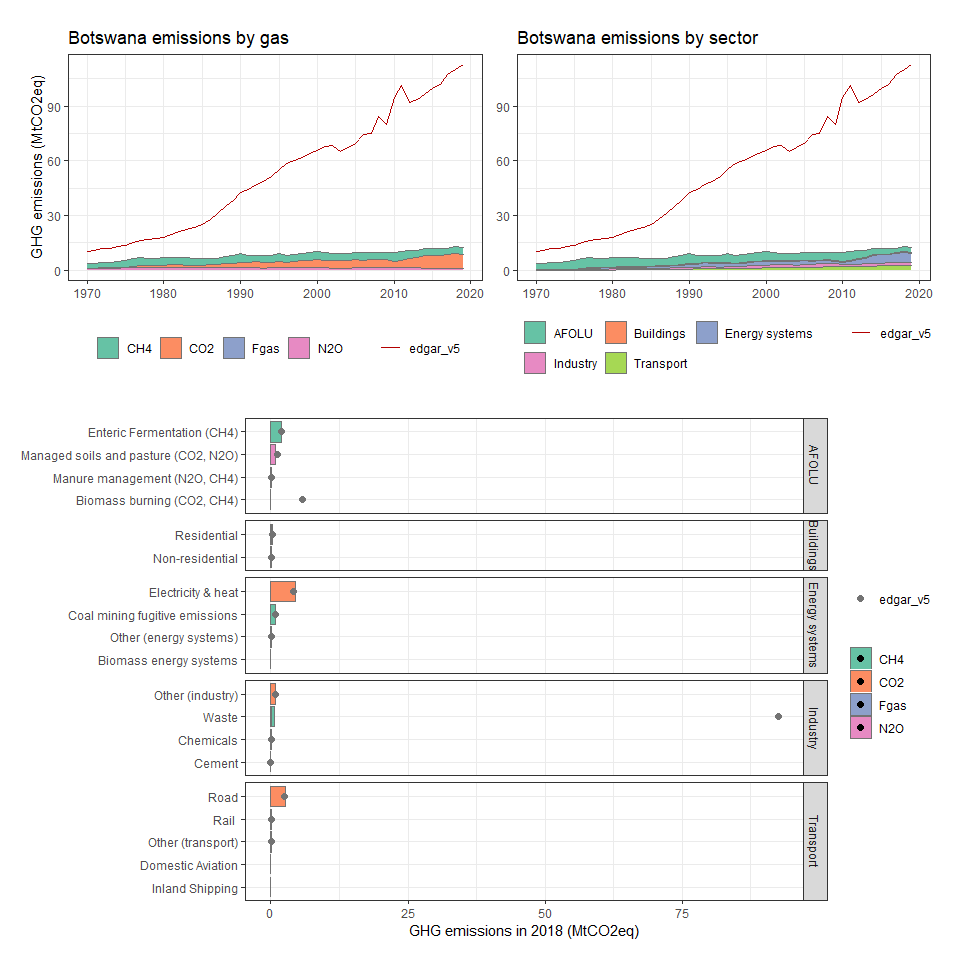 Botswana emissions by gas
Botswana emissions by sector
GHG emissions (MtCO2eq)
90
60
30
0
1970 1980 1990 2000 2010 2020
90
60
30
0
1970 1980 1990 2000 2010 2020
CH4 CO2 Fgas N2O edgar_v5
AFOLU Buildings Energy systems edgar_v5
Industry Transport
Enteric Fermentation (CH4)
Managed soils and pasture (CO2, N2O)
Manure management (N2O, CH4)
Biomass burning (CO2, CH4)
AFOLU
Residential
Non-residential
Buildings
Electricity & heat
Coal mining fugitive emissions
Other (energy systems)
Biomass energy systems
Energy systems
Other (industry)
Waste
Chemicals
Cement
Industry
Road
Rail
Other (transport)
Domestic Aviation
Inland Shipping
Transport
0 25 50 75
GHG emissions in 2018 (MtCO2eq)
edgar_v5
CH4
CO2
Fgas
N2O